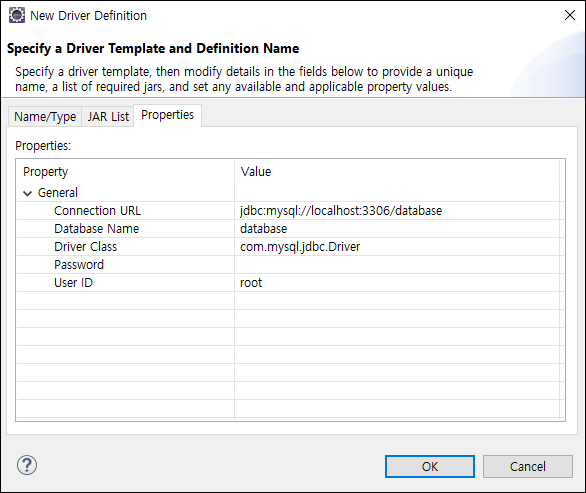 New Driver Definition
Specify a Driver Template and Definition Name
Specify a driver template, then modify details in the fields below to provide a unique
name, a list of required jars, and set any available and applicable property values.
Name/Type JAR List Properties
Properties:
Property Value
General
Connection URL jdbc:mysql://localhost:3306/database
Database Name database
Driver Class com.mysql.jdbc.Driver
Password
User ID root
? OK Cancel